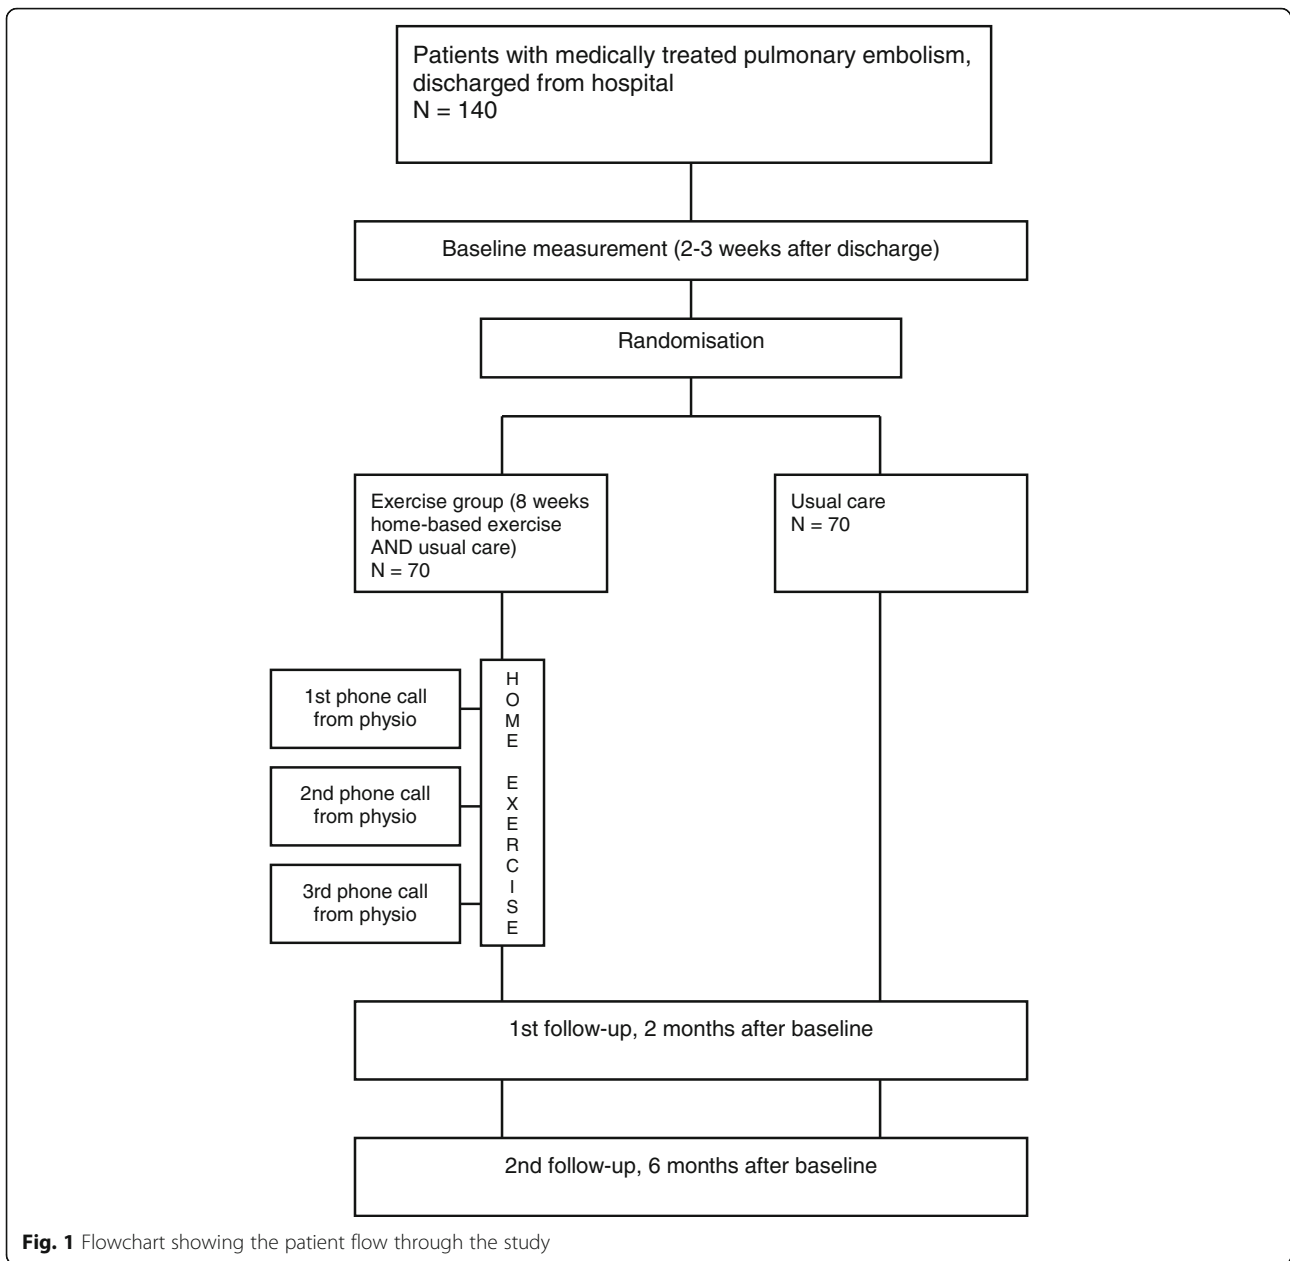 Patients with medically treated pulmonary embolism,
discharged from hospital
N = 140
Baseline measurement (2-3 weeks after discharge)
Randomisation
Exercise group (8 weeks
home-based exercise
AND usual care)
N = 70
Usual care
N = 70
1st phone call
from physio
2nd phone call
from physio
3rd phone call
from physio
HOME EXERCISE
1st follow-up, 2 months after baseline
2nd follow-up, 6 months after baseline
Fig. 1 Flowchart showing the patient flow through the study